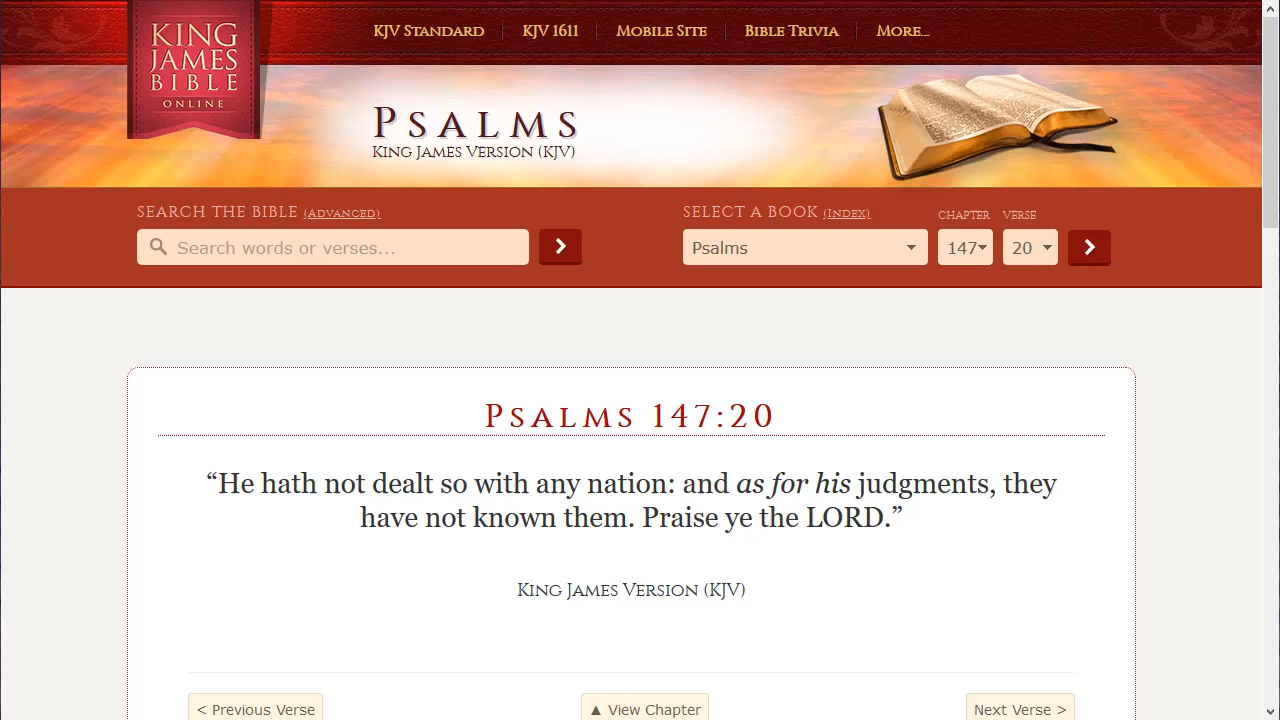 KING
JAMES
BIBLE
ONLINE
KJV Standard
KJV 1611
Mobile Site
Bible Trivia
More...
Psalms
King James Version (KJV)
SEARCH THE BIBLE (Advanced)
Search words or verses...
SELECT A BOOK (Index)
CHAPTER
VERSE
Psalms
147
20
Psalms 147:20
“He hath not dealt so with any nation: and as for his judgments, they
have not known them. Praise ye the LORD.”
King James Version (KJV)
< Previous Verse
▲ View Chapter
Next Verse >